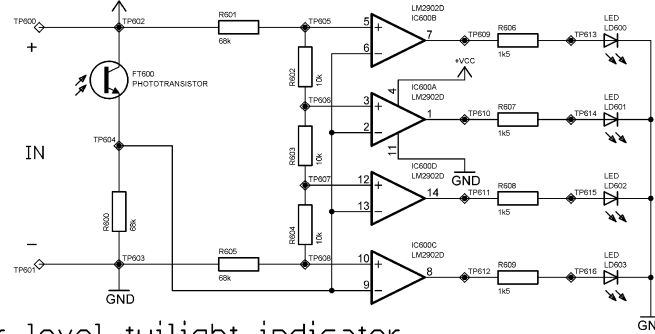 TP600
TP602
R601
68k
TP605
5
6
7
LM2902D
IC600B
TP609
R606
1k5
TP613
LED
LD600
+
FT600
PHOTOTRANSISTOR
R602
10k
+VCC
TP606
3
2
4
1
11
IC600A
LM2902D
TP610
R607
1k5
TP614
LED
LD601
TP604
IN
R603
10k
GND
TP607
12
13
14
IC600D
LM2902D
TP611
R608
1k5
TP615
LED
LD602
R600
68k
R604
10k
−
TP601
TP603
R605
68k
TP608
10
9
8
IC600C
LM2902D
TP612
R609
1k5
TP616
LED
LD603
GND
GN
level twilight indicator